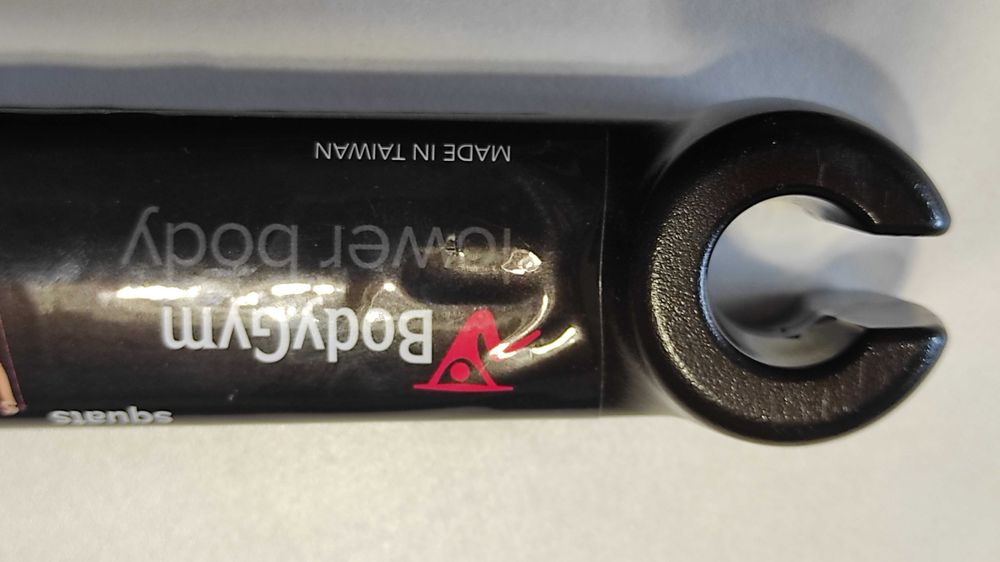 squats
BodyGym
lower body
MADE IN TAIWAN